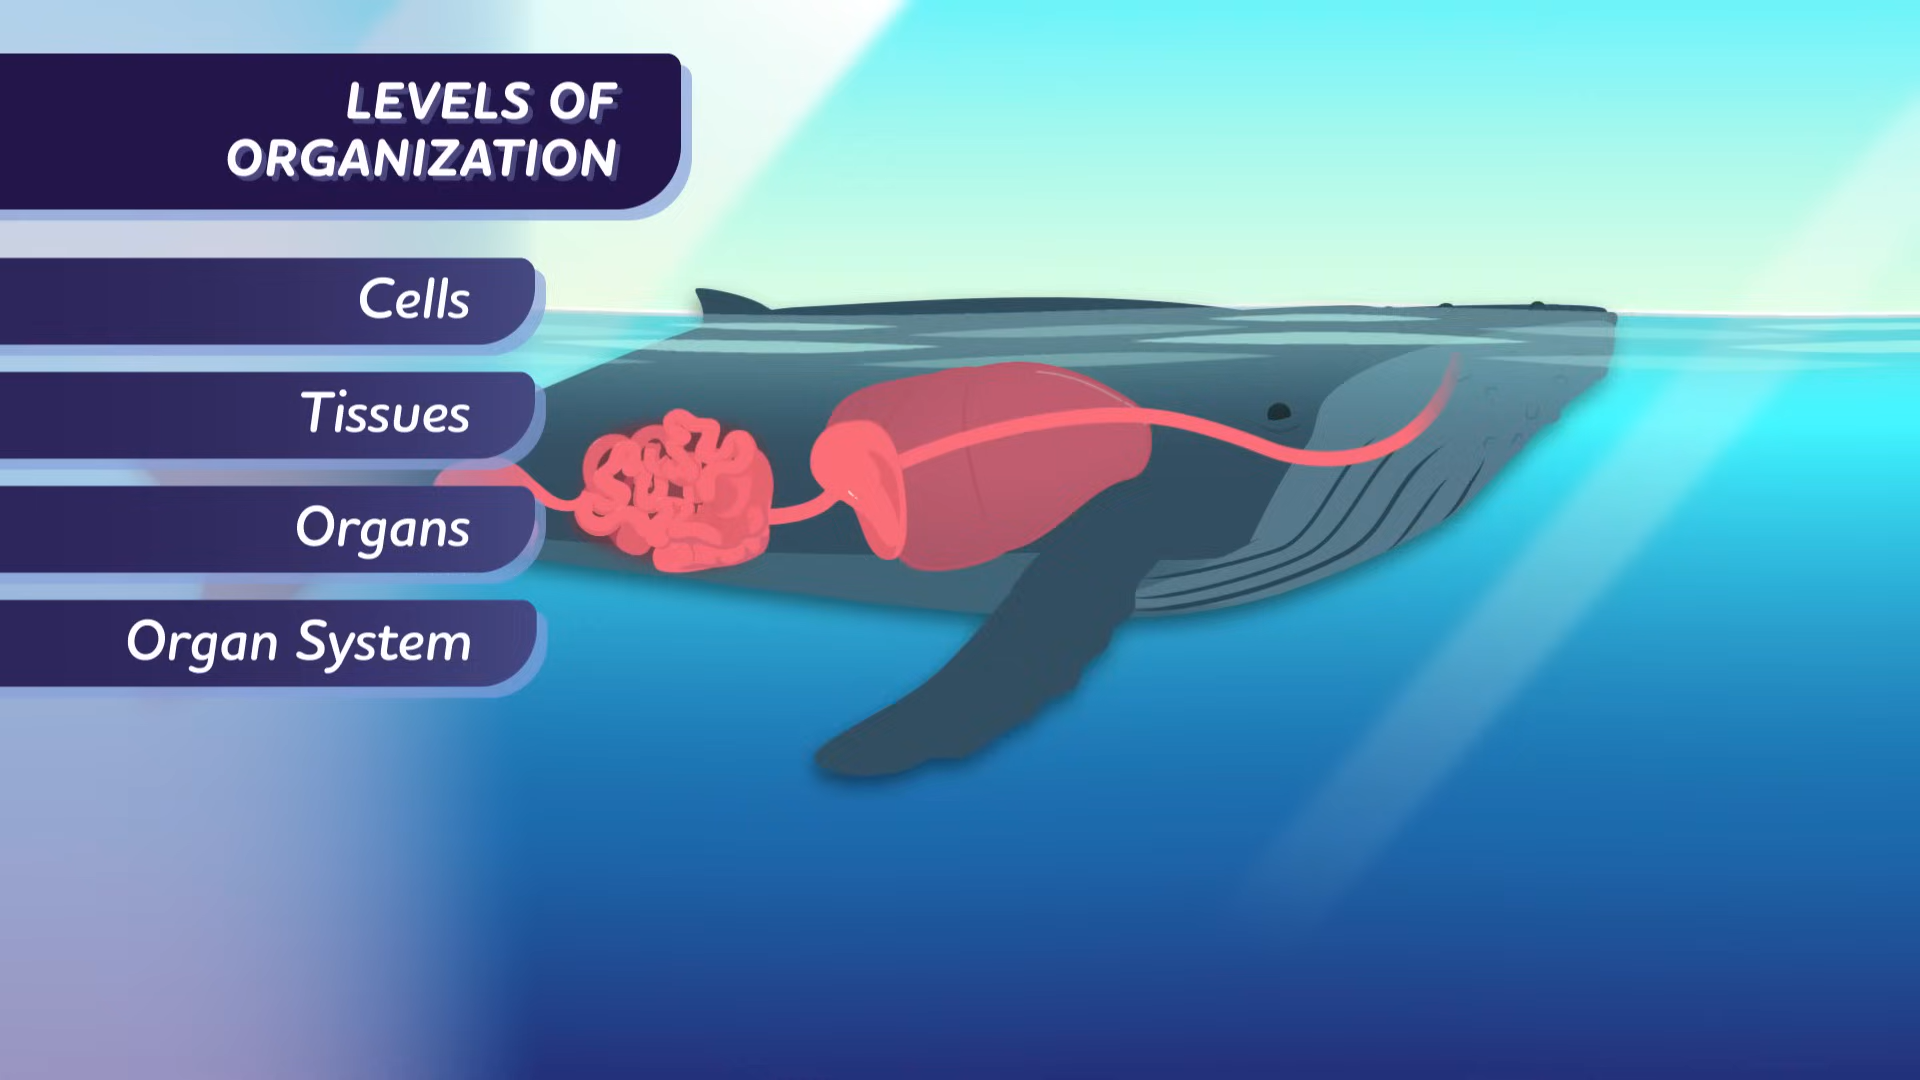 LEVELS OF
ORGANIZATION
Cells
Tissues
Organs
Organ System